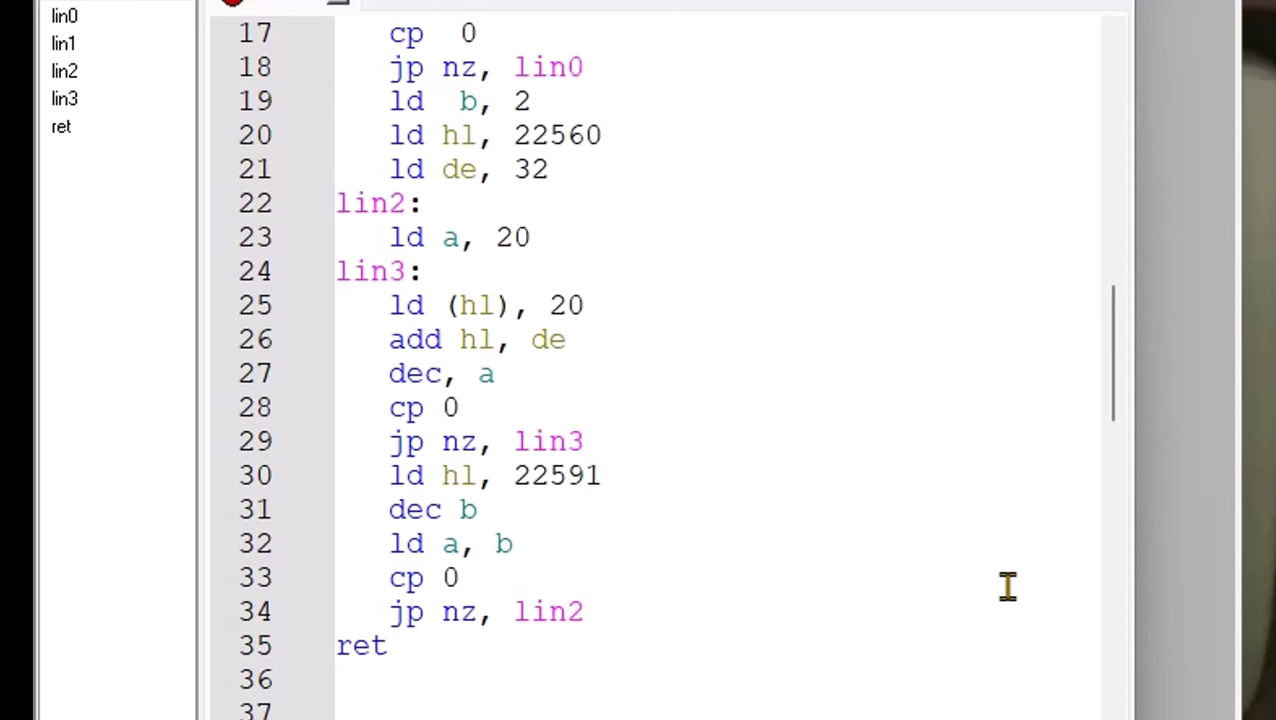 lin0
lin1
lin2
lin3
ret
17 cp  0
18 jp nz, lin0
19 ld  b, 2
20 ld hl, 22560
21 ld de, 32
22 lin2:
23 ld a, 20
24 lin3:
25 ld (hl), 20
26 add hl, de
27 dec, a
28 cp 0
29 jp nz, lin3
30 ld hl, 22591
31 dec b
32 ld a, b
33 cp 0
34 jp nz, lin2
35 ret
36
37